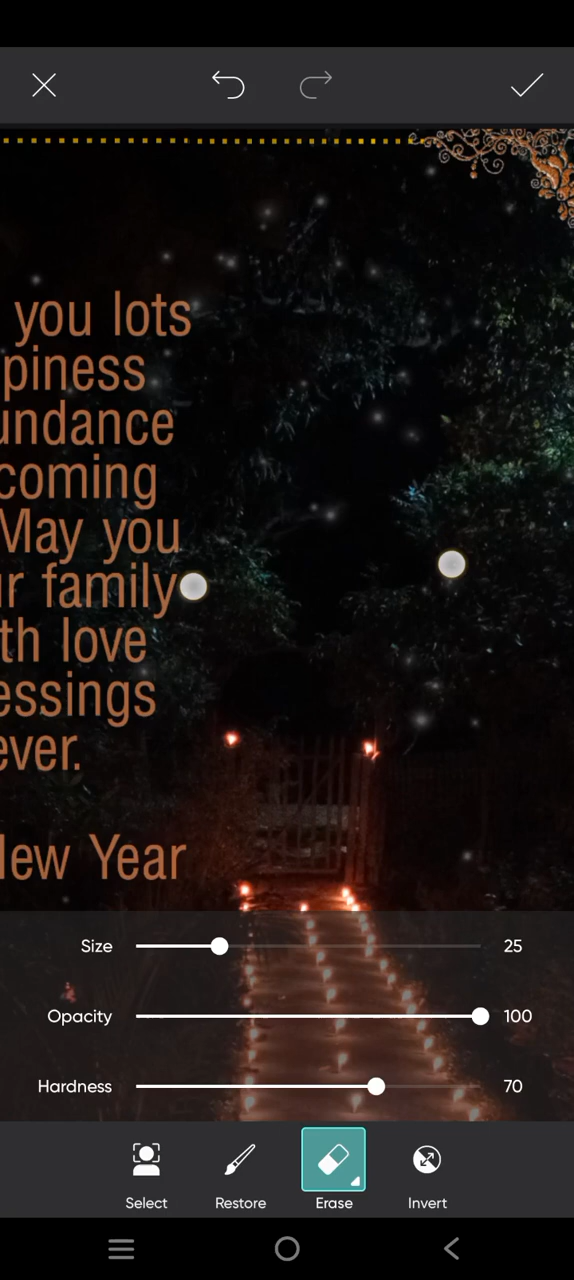 you lots
piness
undance
coming
May you
ur family
th love
essings
ever.
lew Year
Size 25
Opacity 100
Hardness 70
Select Restore Erase Invert